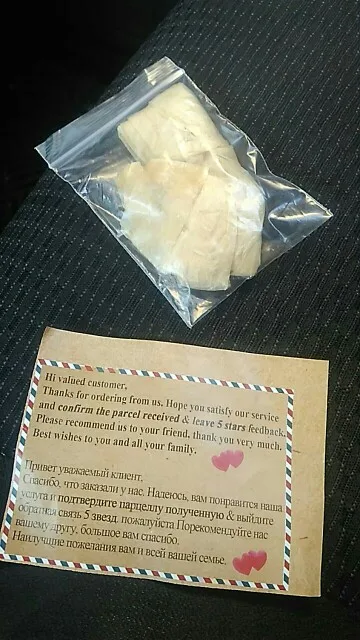 Hi valued customer,
Thanks for ordering from us. Hope you satisfy our service
and confirm the parcel received & leave 5 stars feedback.
Please recommend us to your friend, thank you very much.
Best wishes to you and all your family.
Привет уважаемый клиент,
Спасибо, что заказали у нас. Надеюсь, вам понравится наша
услуга и подтвердите парцеллу полученную & выйдите
обратная связь 5 звезд. пожалуйста Порекомендуйте нас
вашему другу, большое вам спасибо.
Наилучшие пожелания вам и всей вашей семье.